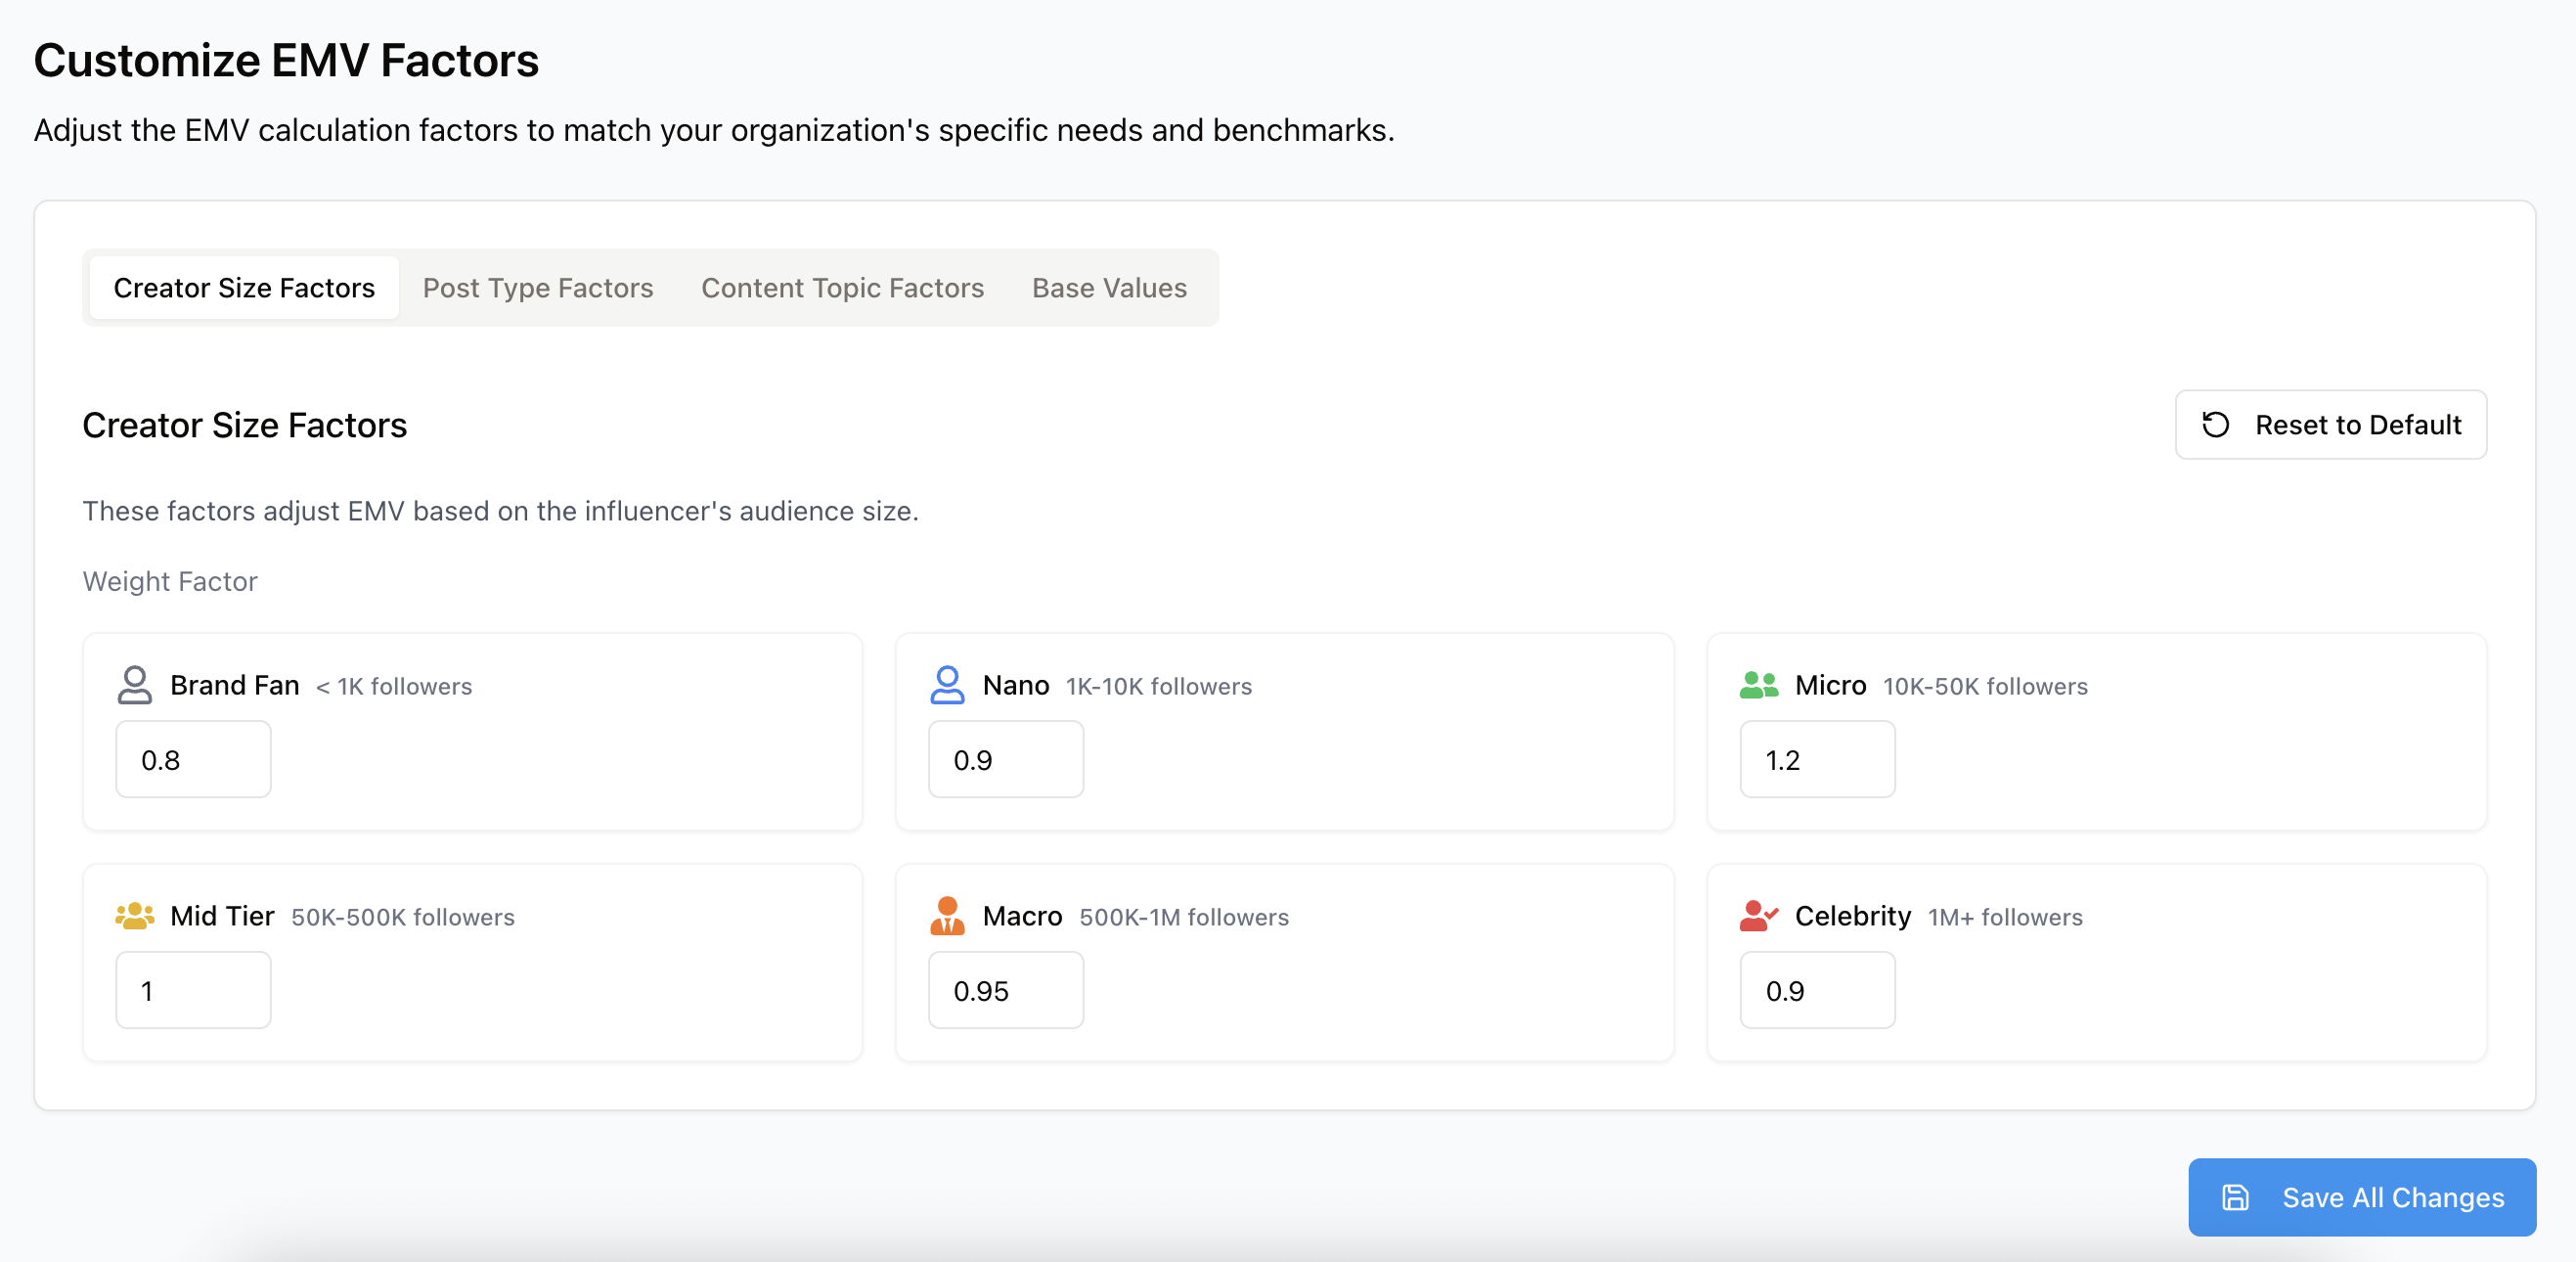 Customize EMV Factors
Adjust the EMV calculation factors to match your organization's specific needs and benchmarks.
Creator Size Factors Post Type Factors Content Topic Factors Base Values
Creator Size Factors
Reset to Default
These factors adjust EMV based on the influencer's audience size.
Weight Factor
Brand Fan < 1K followers
0.8
Nano 1K-10K followers
0.9
Micro 10K-50K followers
1.2
Mid Tier 50K-500K followers
1
Macro 500K-1M followers
0.95
Celebrity 1M+ followers
0.9
Save All Changes